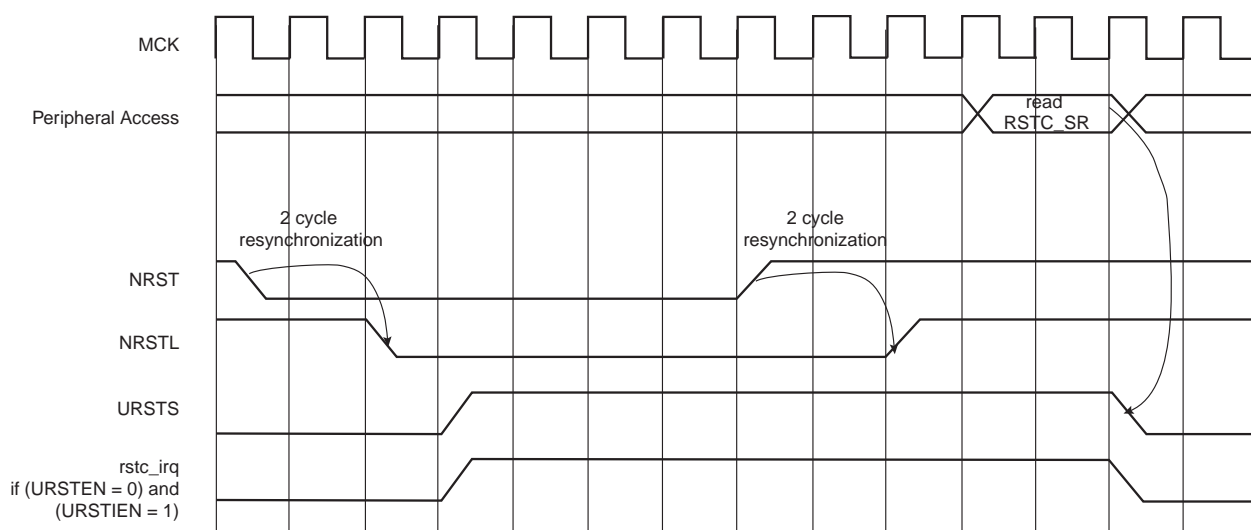 MCK
Peripheral Access
read
RSTC_SR
2 cycle
resynchronization
2 cycle
resynchronization
NRST
NRSTL
URSTS
rstc_irq
if (URSTEN = 0) and
(URSTIEN = 1)